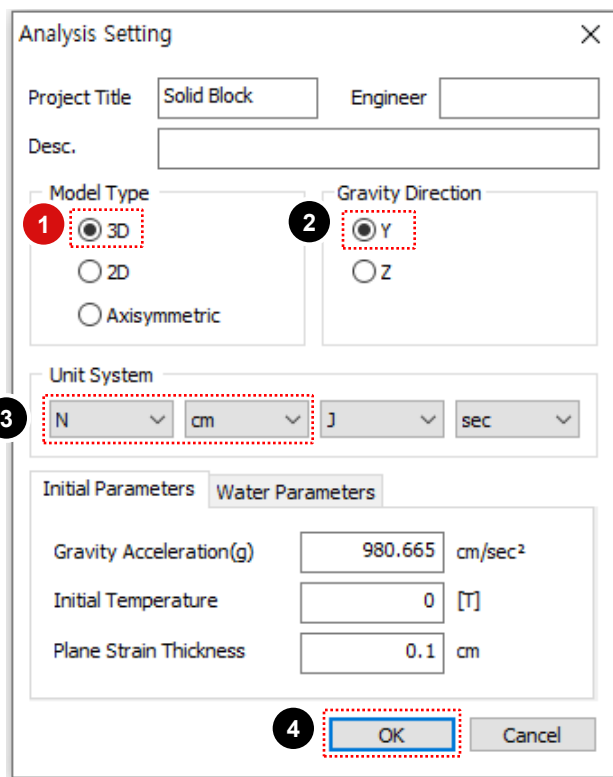 Analysis Setting
Project Title Solid Block Engineer
Desc.
Model Type Gravity Direction
1 3D 2 Y
2D Z
Axisymmetric
Unit System
3 N cm J sec
Initial Parameters Water Parameters
Gravity Acceleration(g) 980.665 cm/sec²
Initial Temperature 0 [T]
Plane Strain Thickness 0.1 cm
4 OK Cancel